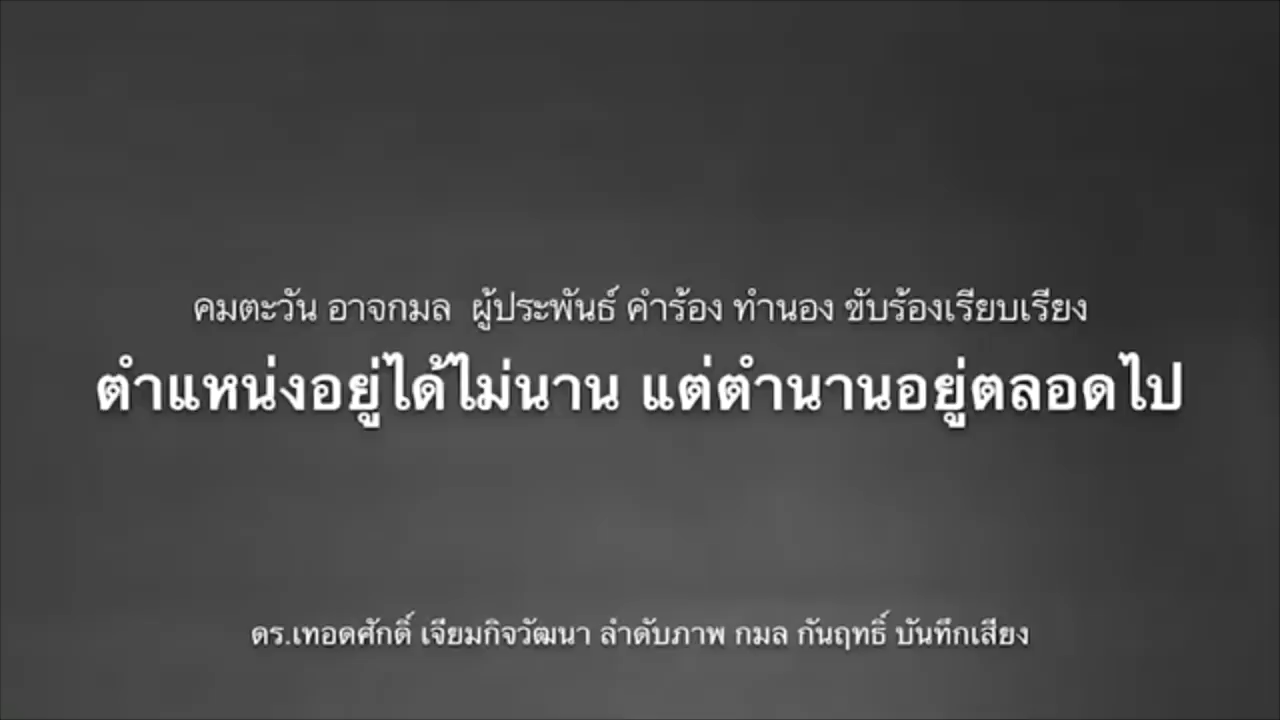 คมตะวัน อาจกมล ผู้ประพันธ์ คำร้อง ทำนอง ขับร้องเรียบเรียง
ตำแหน่งอยู่ได้ไม่นาน แต่ตำนานอยู่ตลอดไป
ดร.เทอดศักดิ์ เจียมกิจวัฒนา ลำดับภาพ กมล กันฤทธิ์ บันทึกเสียง